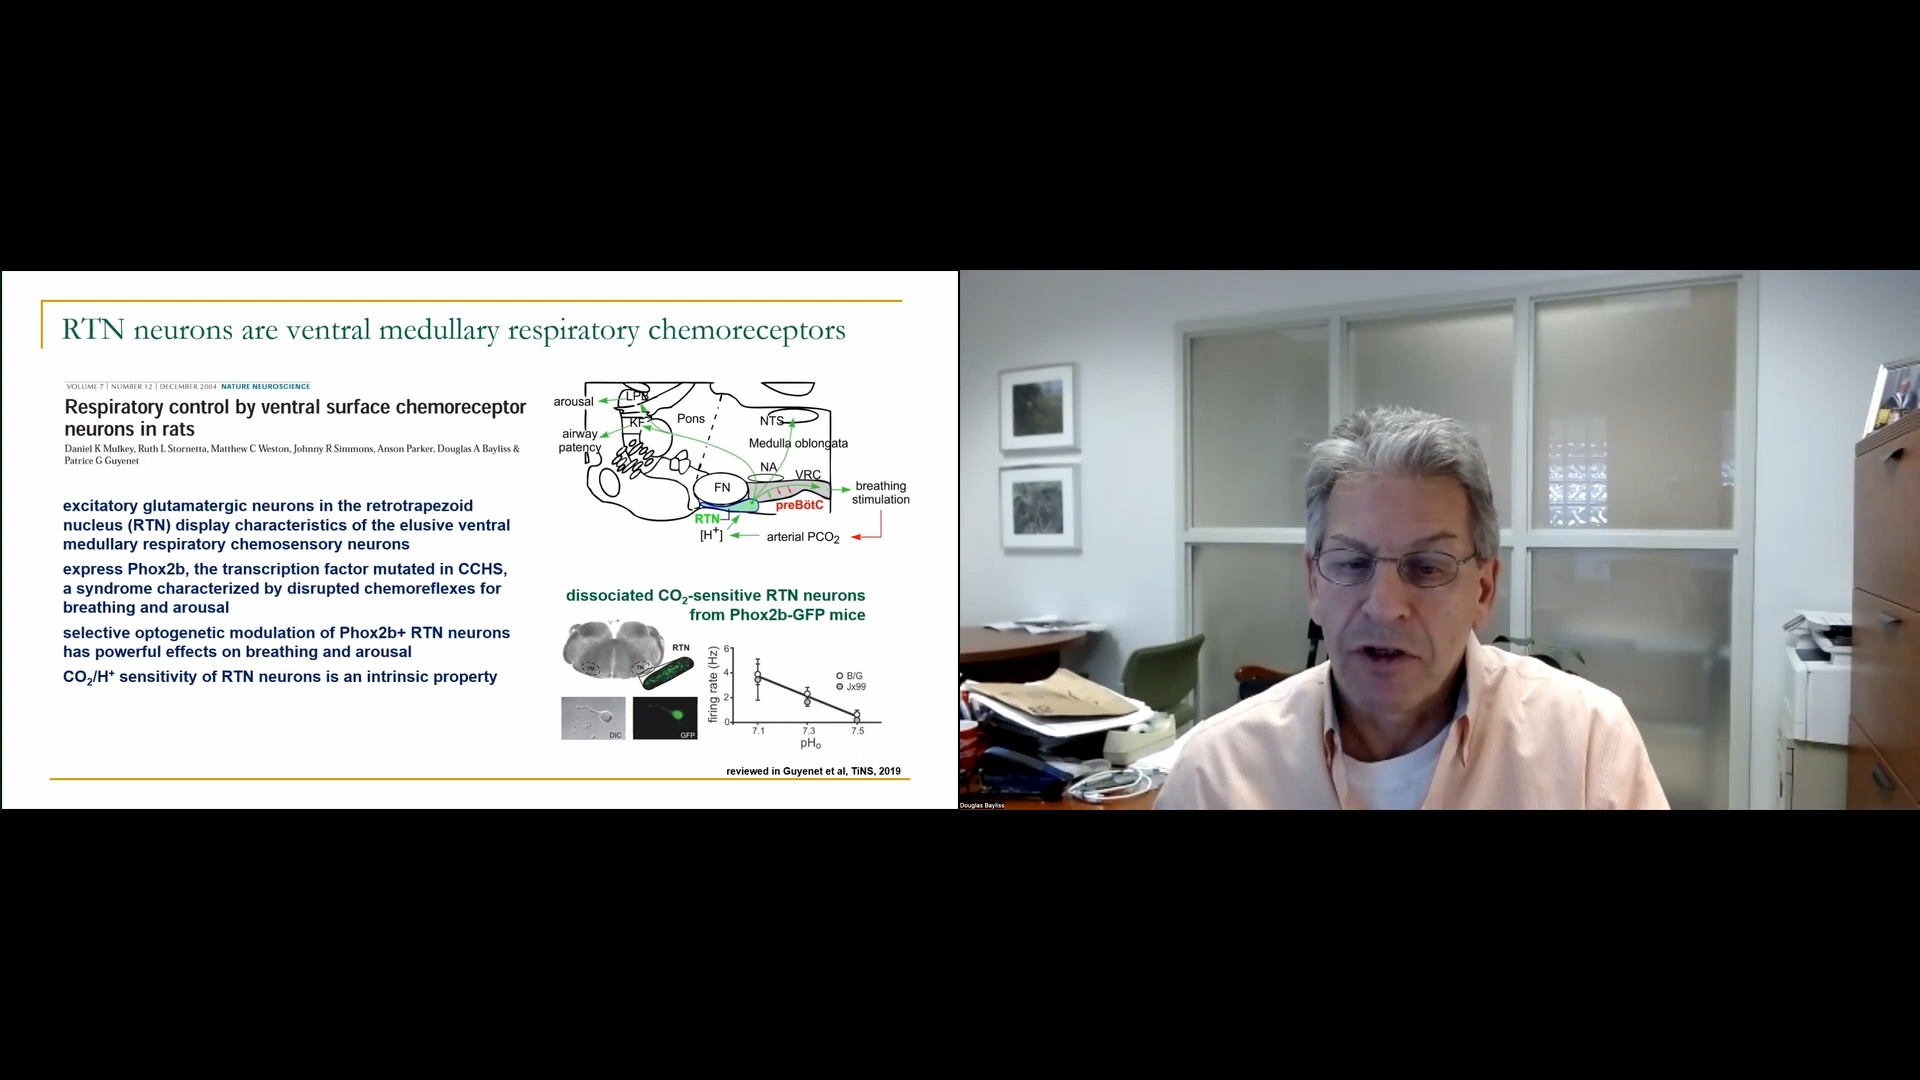 RTN neurons are ventral medullary respiratory chemoreceptors
VOLUME 7 | NUMBER 12 | DECEMBER 2004 NATURE NEUROSCIENCE
Respiratory control by ventral surface chemoreceptor
neurons in rats
Daniel K Mulkey, Ruth L Stornetta, Matthew C Weston, Johnny R Simmons, Anson Parker, Douglas A Bayliss &
Patrice G Guyenet
excitatory glutamatergic neurons in the retrotrapezoid
nucleus (RTN) display characteristics of the elusive ventral
medullary respiratory chemosensory neurons
express Phox2b, the transcription factor mutated in CCHS,
a syndrome characterized by disrupted chemoreflexes for
breathing and arousal
selective optogenetic modulation of Phox2b+ RTN neurons
has powerful effects on breathing and arousal
CO₂/H⁺ sensitivity of RTN neurons is an intrinsic property
arousal
LPB
KF
Pons
NTS
airway
patency
Medulla oblongata
NA
VRC
FN
breathing
stimulation
preBötC
RTN
[H⁺]
arterial PCO₂
dissociated CO₂-sensitive RTN neurons
from Phox2b-GFP mice
RTN
7N
7N
DIC
GFP
firing rate (Hz)
6
4
2
0
B/G
Jx99
7.1
7.3
7.5
pHₒ
reviewed in Guyenet et al, TiNS, 2019
Douglas Bayliss